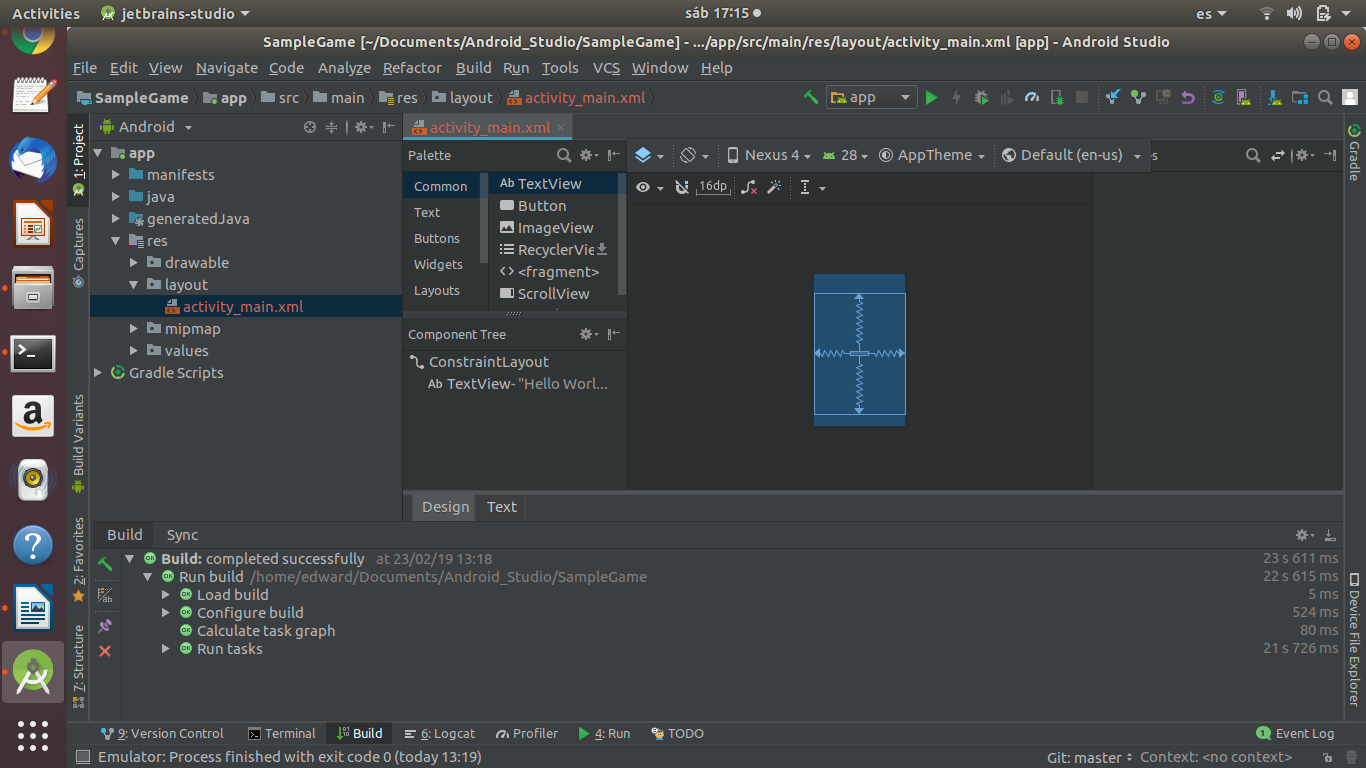 Activities jetbrains-studio sáb 17:15 es
SampleGame [~/Documents/Android_Studio/SampleGame] - .../app/src/main/res/layout/activity_main.xml [app] - Android Studio
File Edit View Navigate Code Analyze Refactor Build Run Tools VCS Window Help
SampleGame app src main res layout activity_main.xml app
1: Project
Captures
Build Variants
2: Favorites
7: Structure
Android
app
manifests
java
generatedJava
res
drawable
layout
activity_main.xml
mipmap
values
Gradle Scripts
activity_main.xml
Palette
Common
Text
Buttons
Widgets
Layouts
Ab TextView
Button
ImageView
RecyclerVie
<fragment>
ScrollView
Component Tree
ConstraintLayout
Ab TextView- "Hello Worl...
Nexus 4 28 AppTheme Default (en-us) s
16dp
Design Text
Gradle
Device File Explorer
Build Sync
Build: completed successfully at 23/02/19 13:18 23 s 611 ms
Run build /home/edward/Documents/Android_Studio/SampleGame 22 s 615 ms
Load build 5 ms
Configure build 524 ms
Calculate task graph 80 ms
Run tasks 21 s 726 ms
9: Version Control Terminal Build 6: Logcat Profiler 4: Run TODO 1 Event Log
Emulator: Process finished with exit code 0 (today 13:19) Git: master Context: <no context>